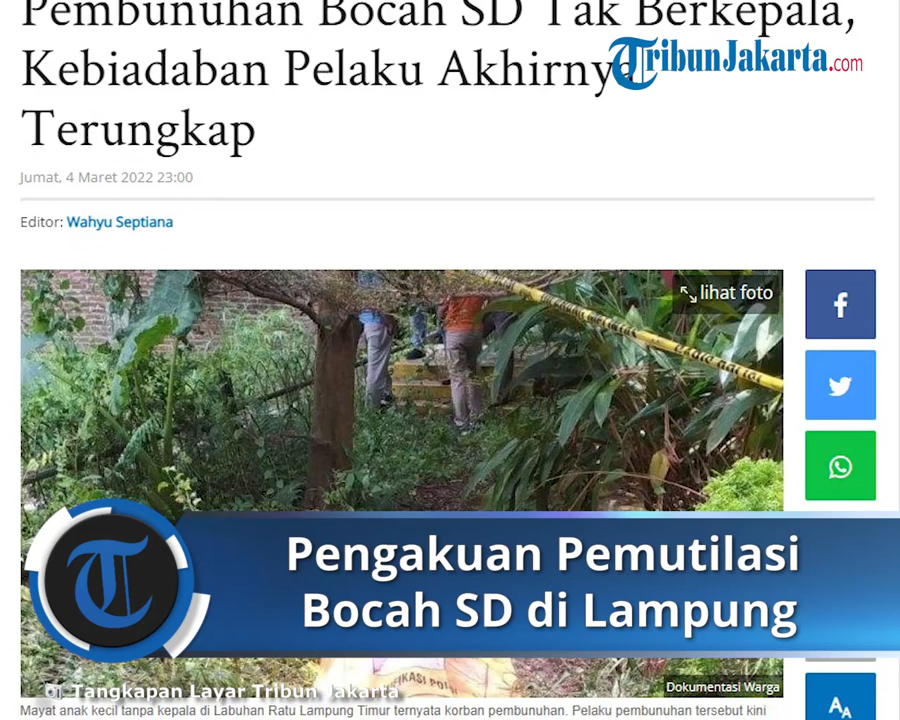 Pembunuhan Bocah SD Tak Berkepala,
Kebiadaban Pelaku Akhirnya
TribunJakarta.com
Terungkap
Jumat, 4 Maret 2022 23:00
Editor: Wahyu Septiana
lihat foto
Pengakuan Pemutilasi
Bocah SD di Lampung
Tangkapan Layar Tribun Jakarta
Dokumentasi Warga
Mayat anak kecil tanpa kepala di Labuhan Ratu Lampung Timur ternyata korban pembunuhan. Pelaku pembunuhan tersebut kini